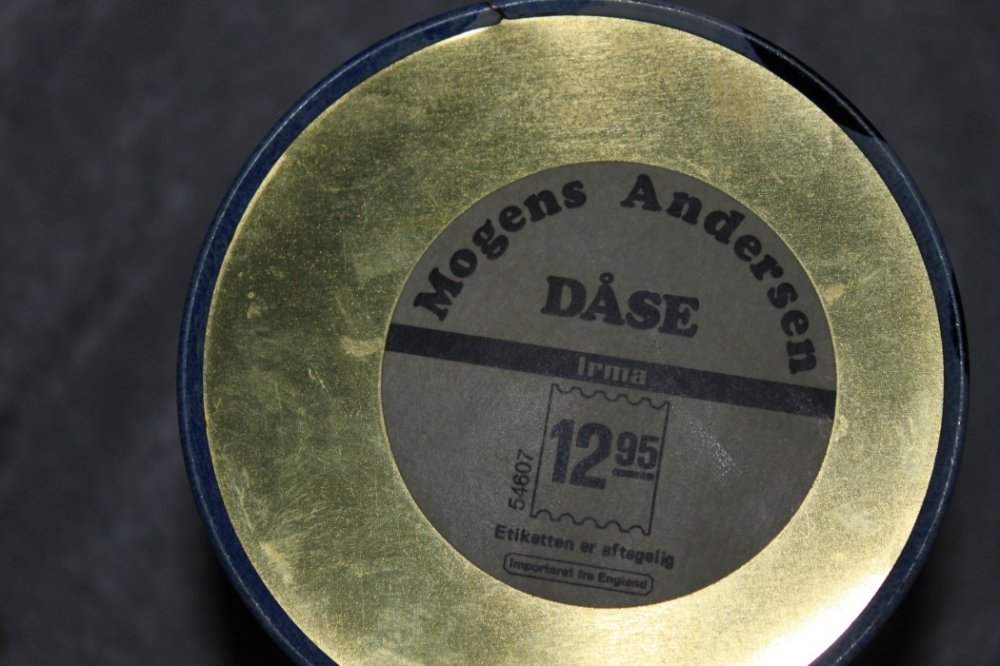 Mogens Andersen
DÅSE
Irma
12 95
54607
Etiketten er aftagelig
Importeret fra England